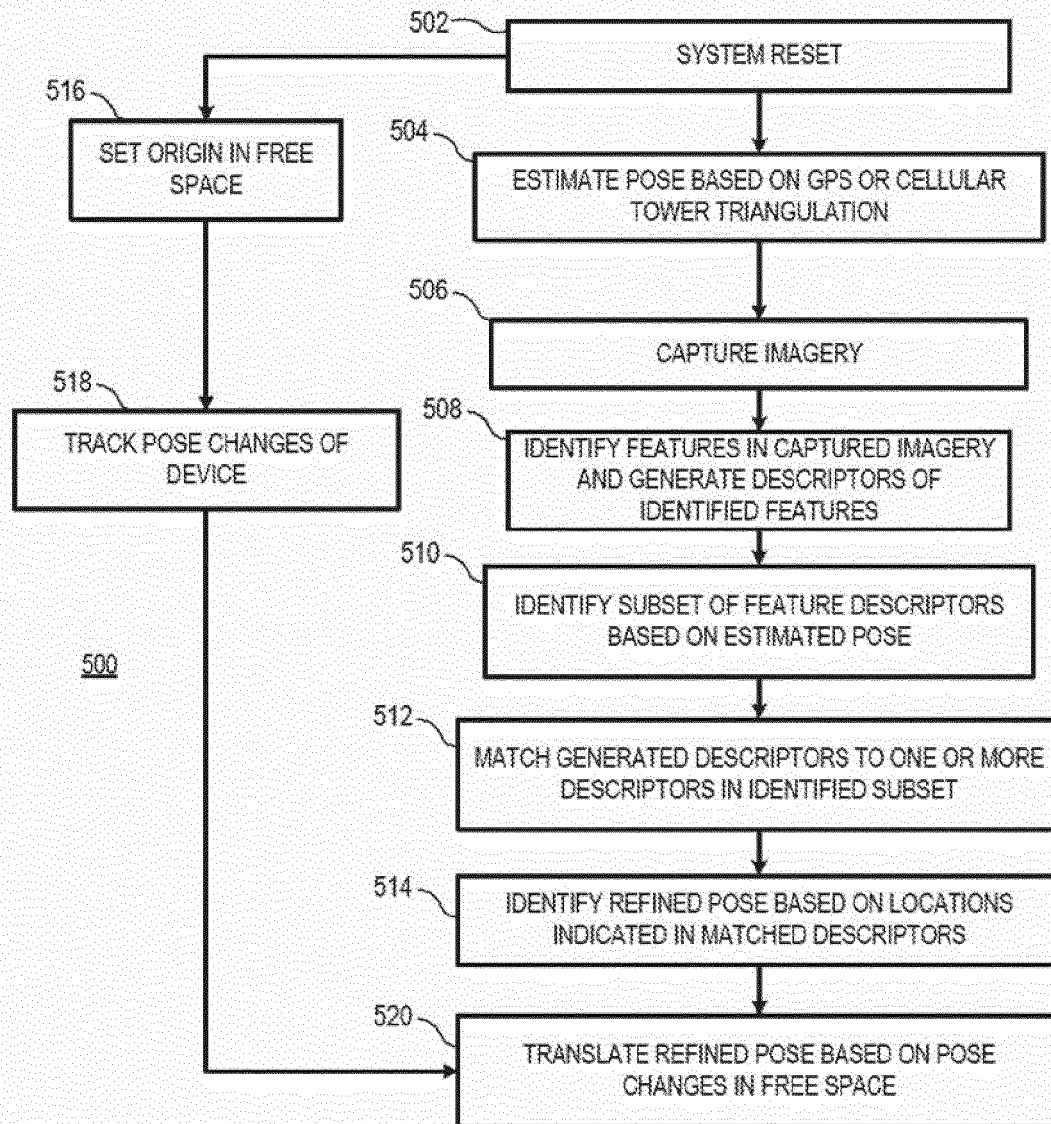 502
SYSTEM RESET
516
SET ORIGIN IN FREE
SPACE
504
ESTIMATE POSE BASED ON GPS OR CELLULAR
TOWER TRIANGULATION
506
CAPTURE IMAGERY
518
TRACK POSE CHANGES OF
DEVICE
508
IDENTIFY FEATURES IN CAPTURED IMAGERY
AND GENERATE DESCRIPTORS OF
IDENTIFIED FEATURES
510
IDENTIFY SUBSET OF FEATURE DESCRIPTORS
BASED ON ESTIMATED POSE
500
512
MATCH GENERATED DESCRIPTORS TO ONE OR MORE
DESCRIPTORS IN IDENTIFIED SUBSET
514
IDENTIFY REFINED POSE BASED ON LOCATIONS
INDICATED IN MATCHED DESCRIPTORS
520
TRANSLATE REFINED POSE BASED ON POSE
CHANGES IN FREE SPACE